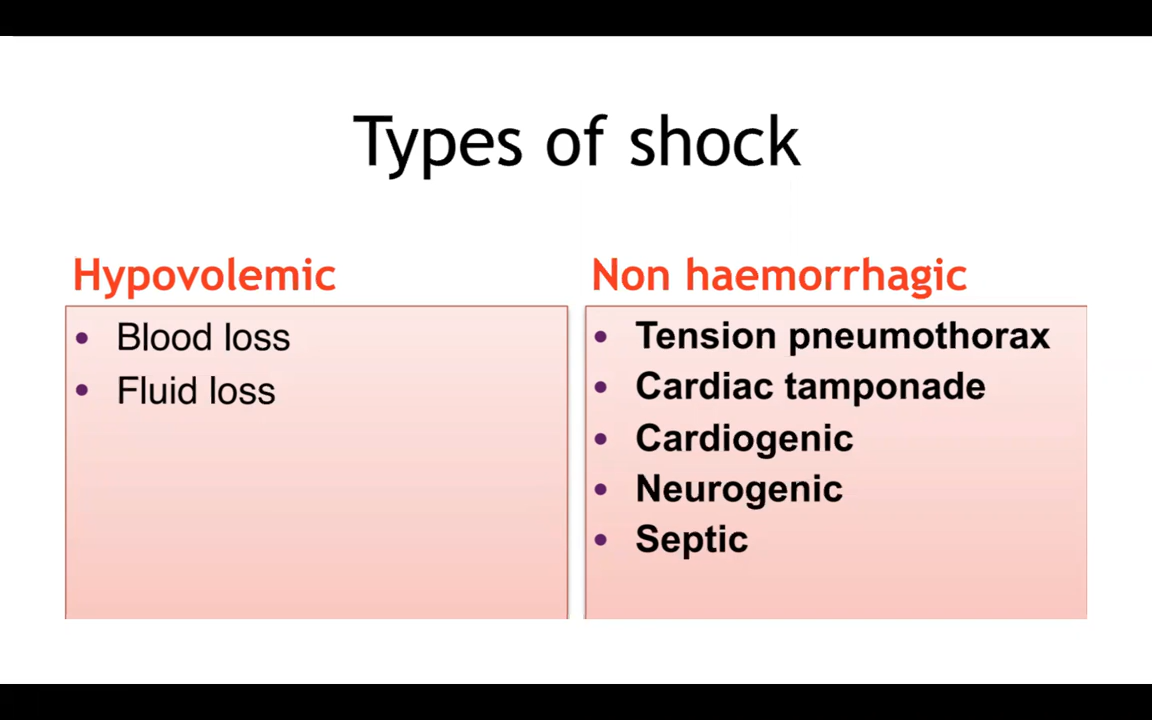 Types of shock
Hypovolemic
• Blood loss
• Fluid loss
Non haemorrhagic
• Tension pneumothorax
• Cardiac tamponade
• Cardiogenic
• Neurogenic
• Septic